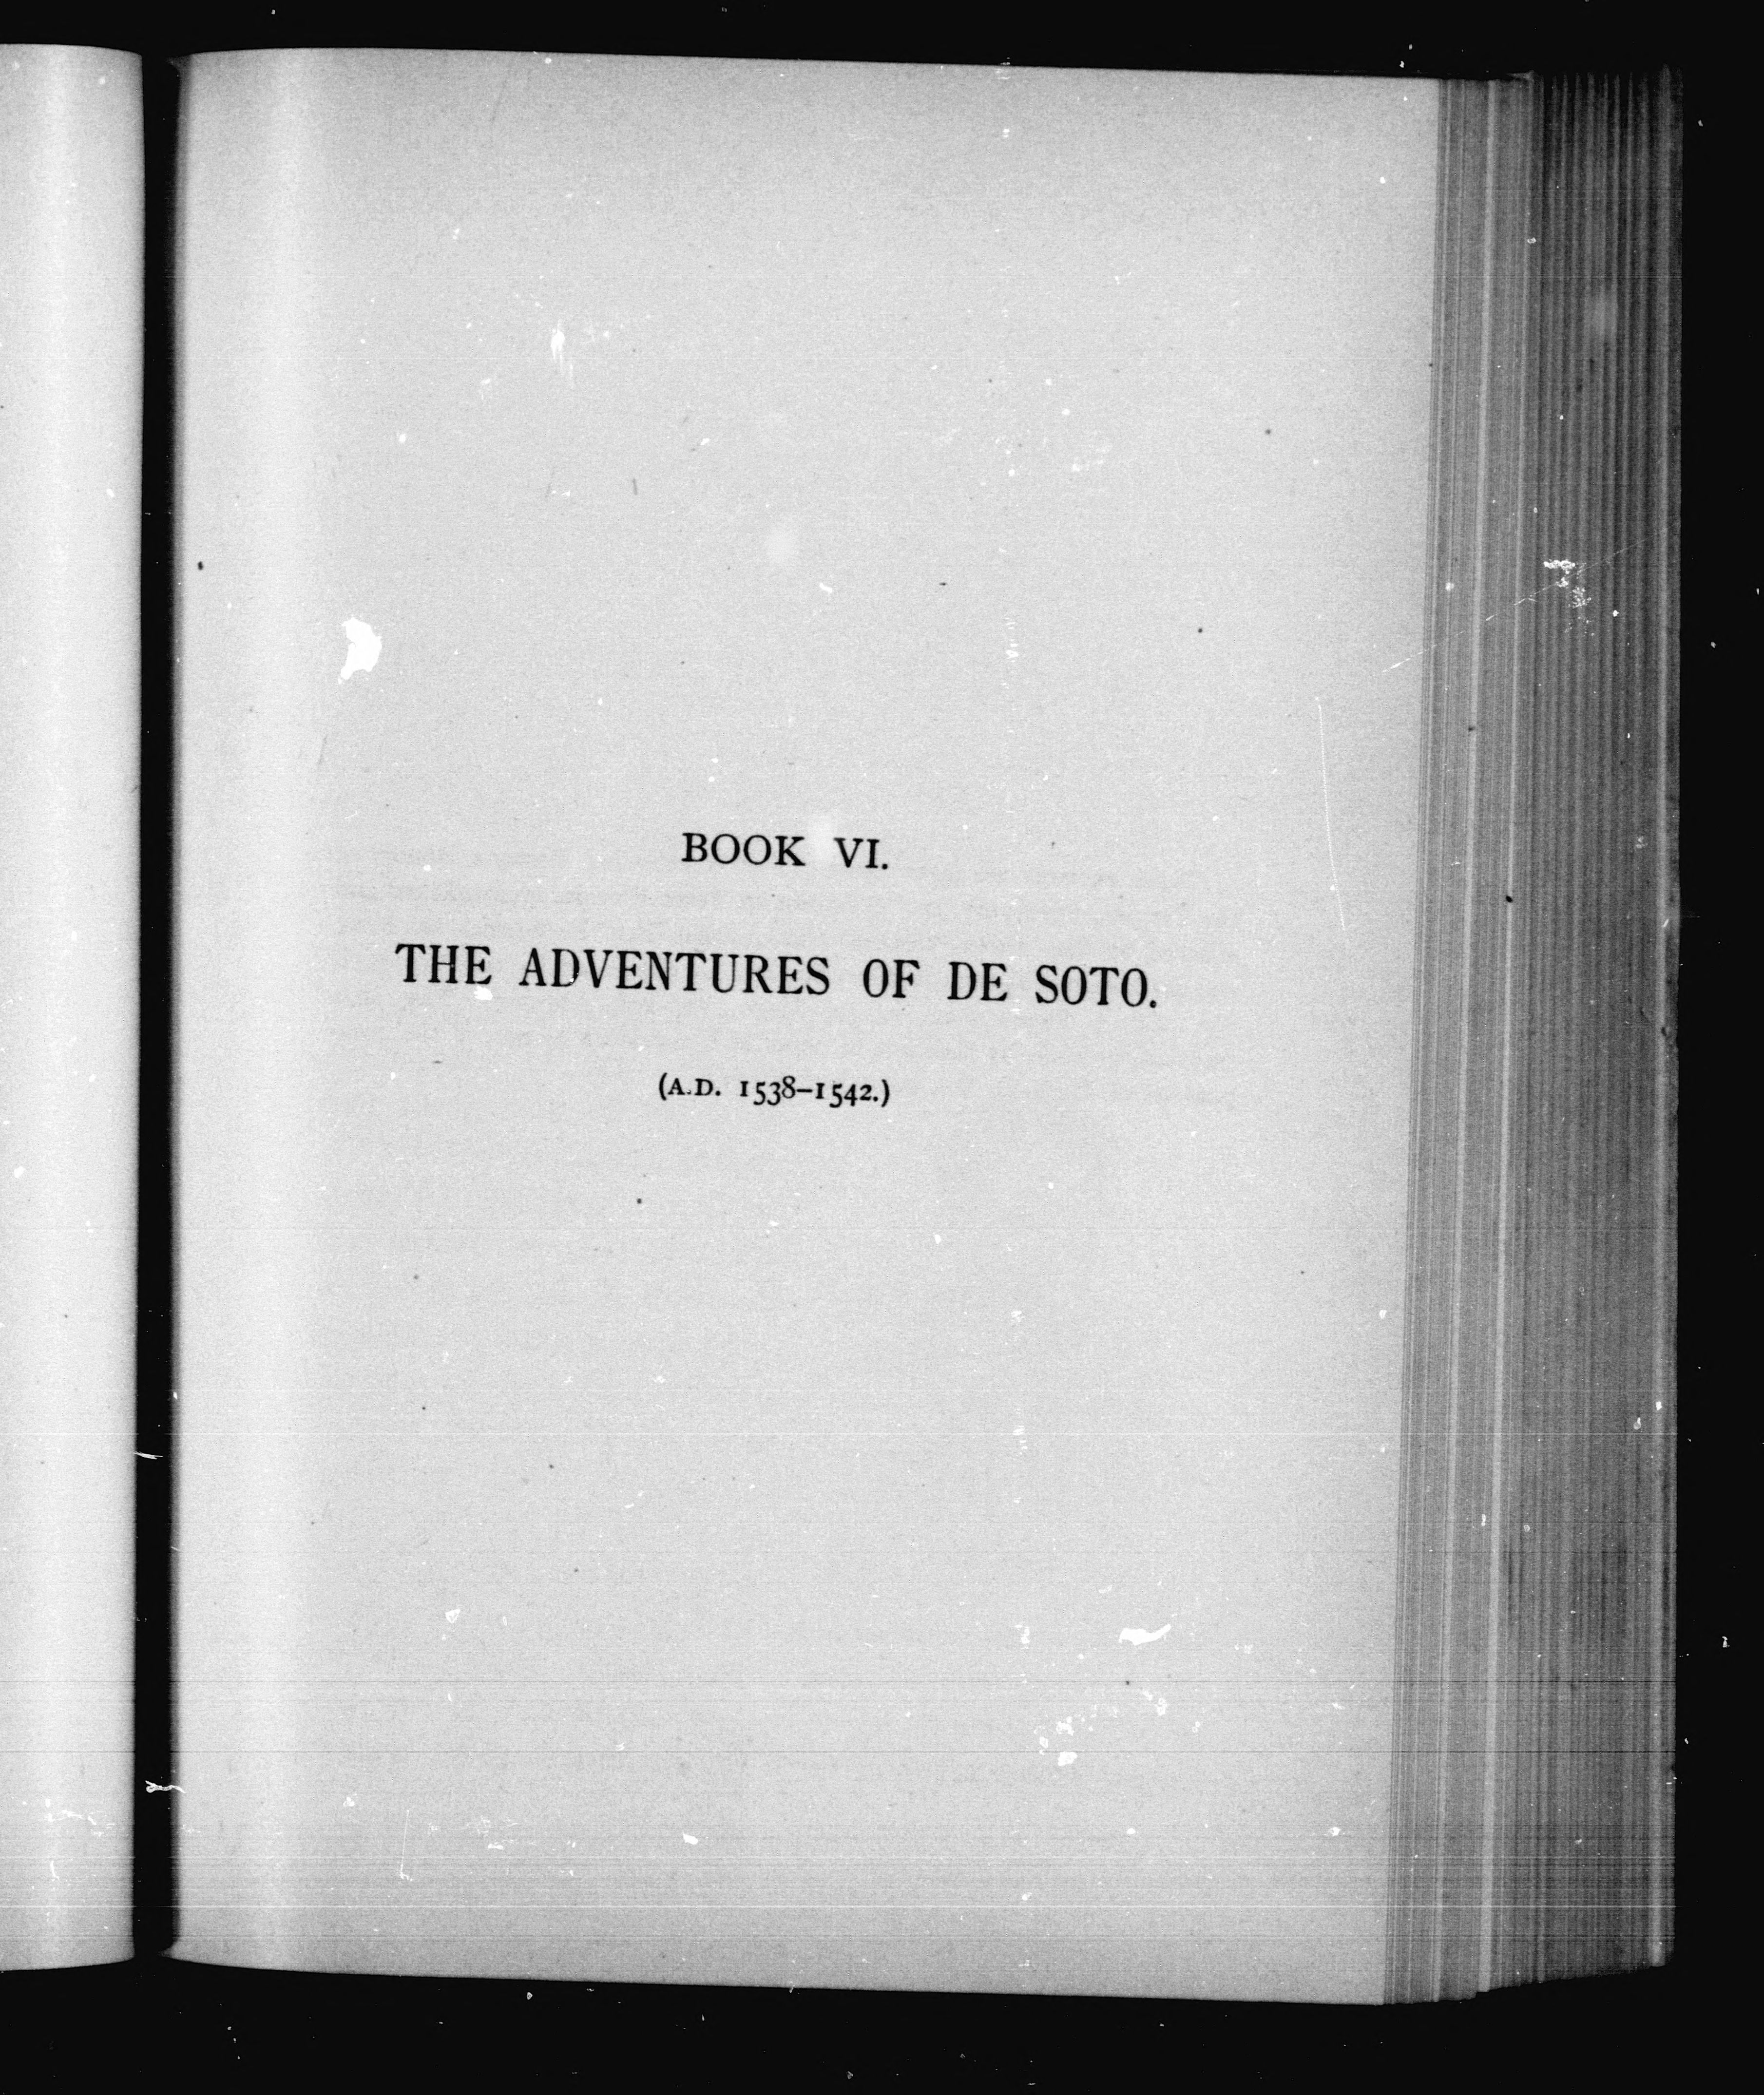 BOOK VI.
THE ADVENTURES OF DE SOTO.
(A.D. 1538–1542.)